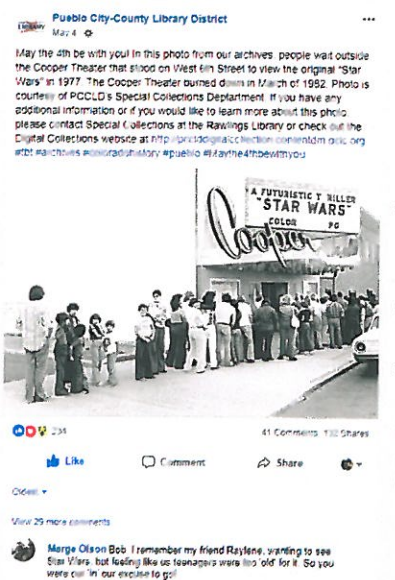 Pueblo City-County Library District
May 4
May the 4th be with you! In this photo from our archives, people wait outside
the Cooper Theater that stood on West 6th Street to view the original "Star
Wars" in 1977. The Cooper Theater burned down in March of 1982. Photo is
courtesy of PCCLD's Special Collections Deptartment. If you have any
additional information or if you would like to learn more about this photo,
please contact Special Collections at the Rawlings Library or check out the
Digital Collections website at
#tbt #archives #coloradohistory #pueblo #Maythe4thbewithyou
A FUTURISTIC T RILLER
"STAR WARS"
COLOR PG
Cooper
234
41 Comments 132 Shares
Like Comment Share
Oldest
View 29 more comments
Marge Olson Bob I remember my friend Raylene, wanting to see
Star Wars, but feeling like us teenagers were too 'old' for it. So you
were our 'in' our excuse to go!